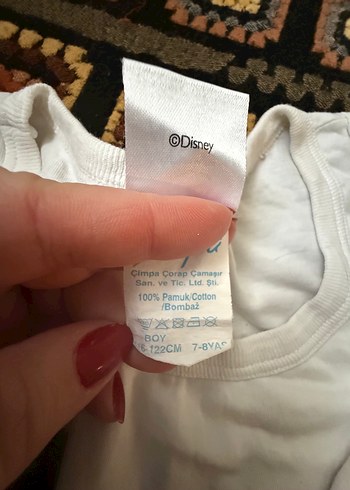 ©Disney
Çimpa Çorap Çamaşır
San. ve Tic. Ltd. Şti.
100% Pamuk/Cotton
/Bombaž
BOY
-122CM 7-8YAŞ